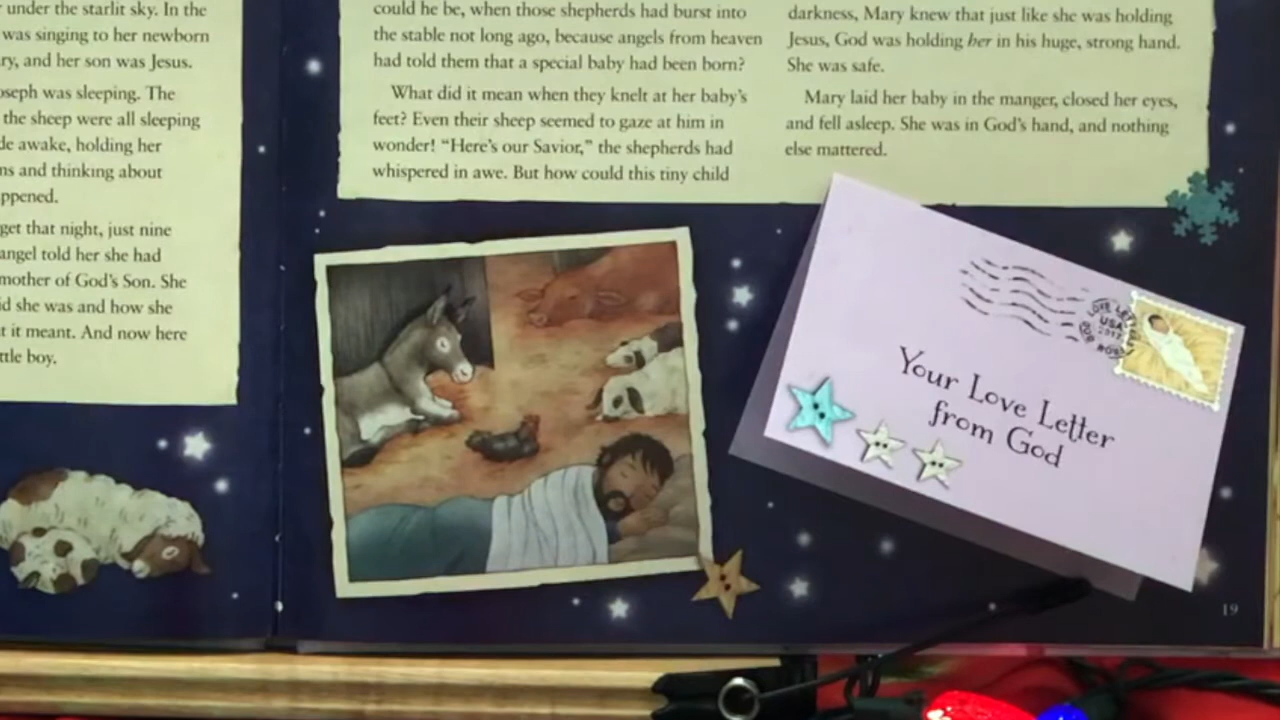 under the starlit sky. In the
was singing to her newborn
ry, and her son was Jesus.
oseph was sleeping. The
the sheep were all sleeping
de awake, holding her
ns and thinking about
ppened.
get that night, just nine
angel told her she had
mother of God's Son. She
id she was and how she
t it meant. And now here
ttle boy.
could he be, when those shepherds had burst into
the stable not long ago, because angels from heaven
had told them that a special baby had been born?
What did it mean when they knelt at her baby's
feet? Even their sheep seemed to gaze at him in
wonder! "Here's our Savior," the shepherds had
whispered in awe. But how could this tiny child
darkness, Mary knew that just like she was holding
Jesus, God was holding her in his huge, strong hand.
She was safe.
Mary laid her baby in the manger, closed her eyes,
and fell asleep. She was in God's hand, and nothing
else mattered.
LOVE LET
USA
Your Love Letter
from God
19